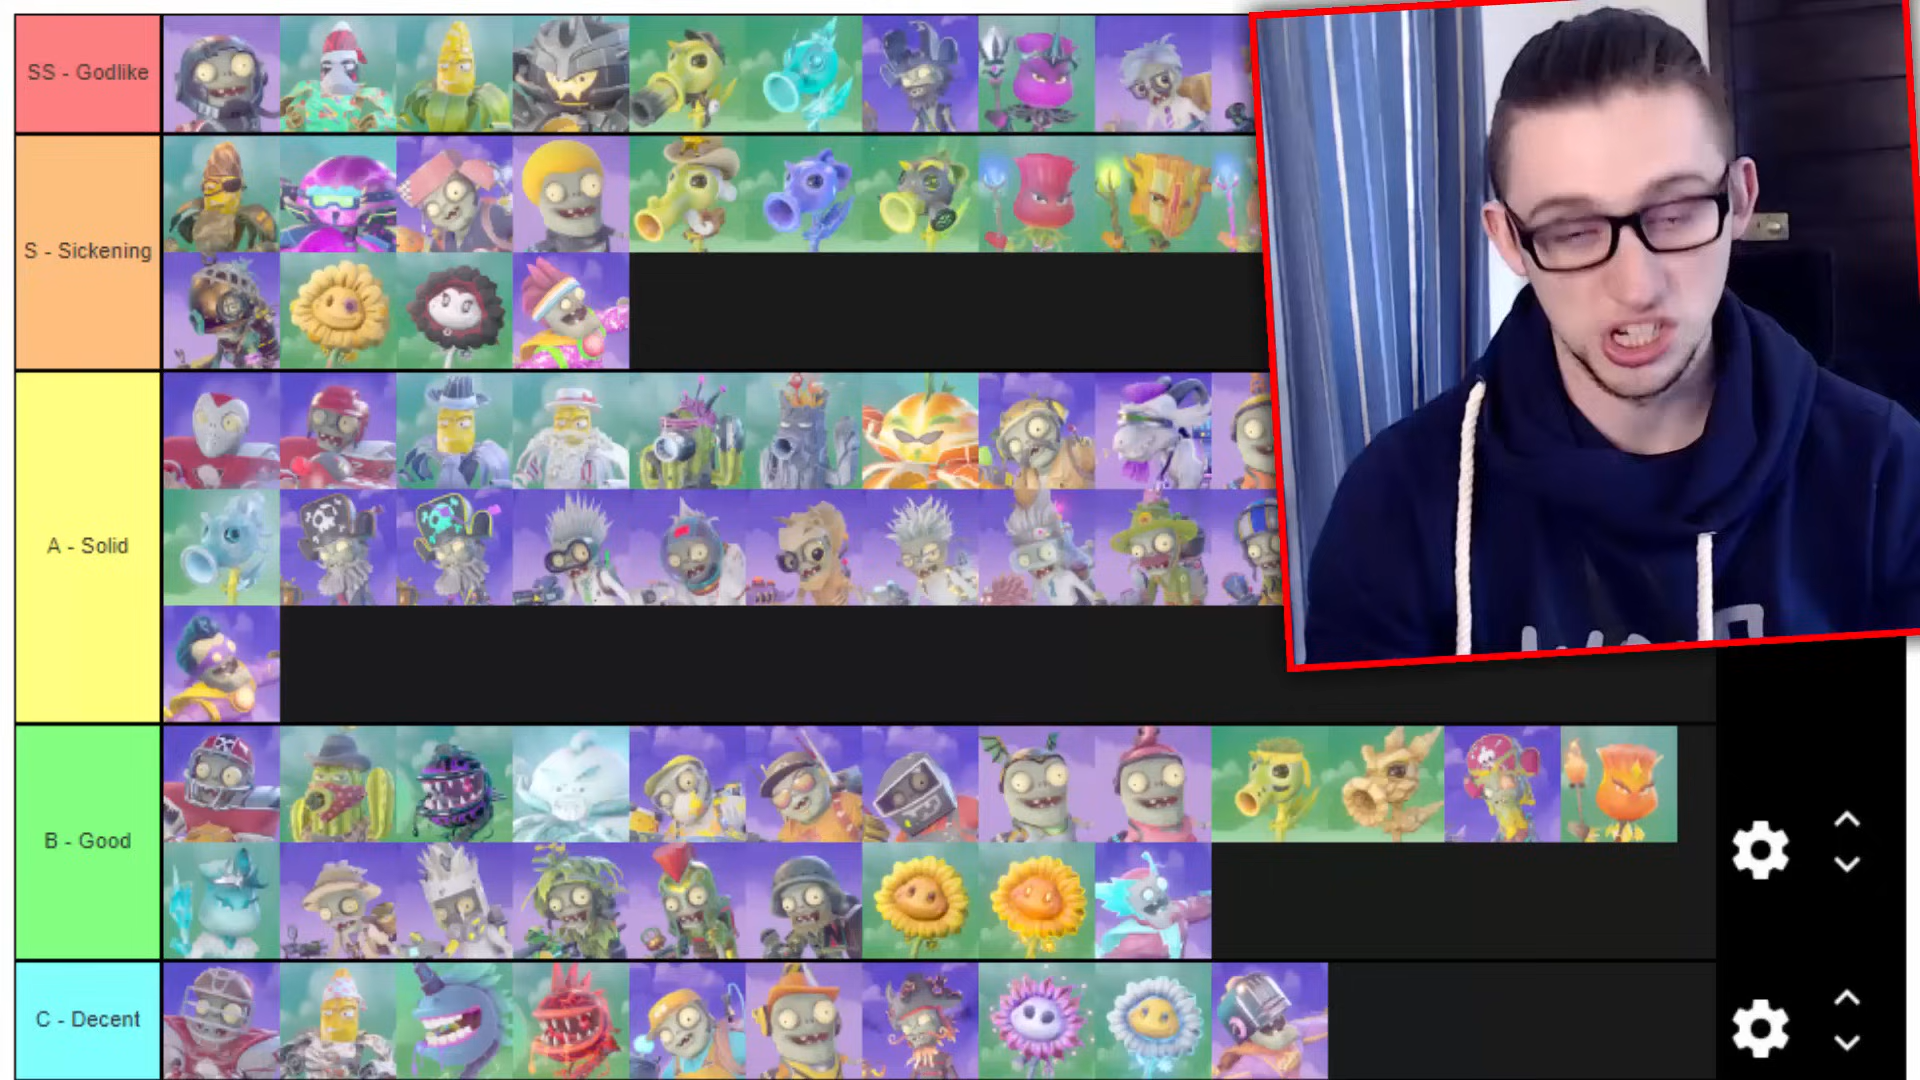 SS - Godlike
S - Sickening
A - Solid
B - Good
C - Decent